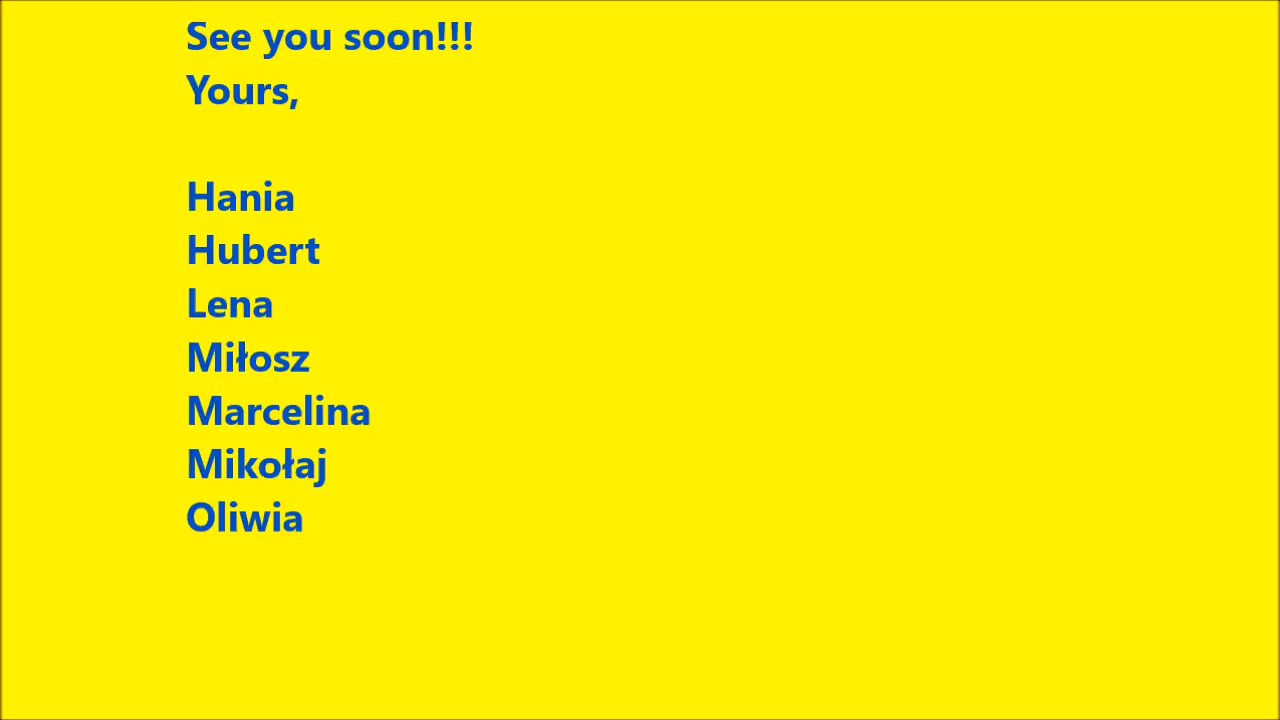 See you soon!!!
Yours,
Hania
Hubert
Lena
Miłosz
Marcelina
Mikołaj
Oliwia